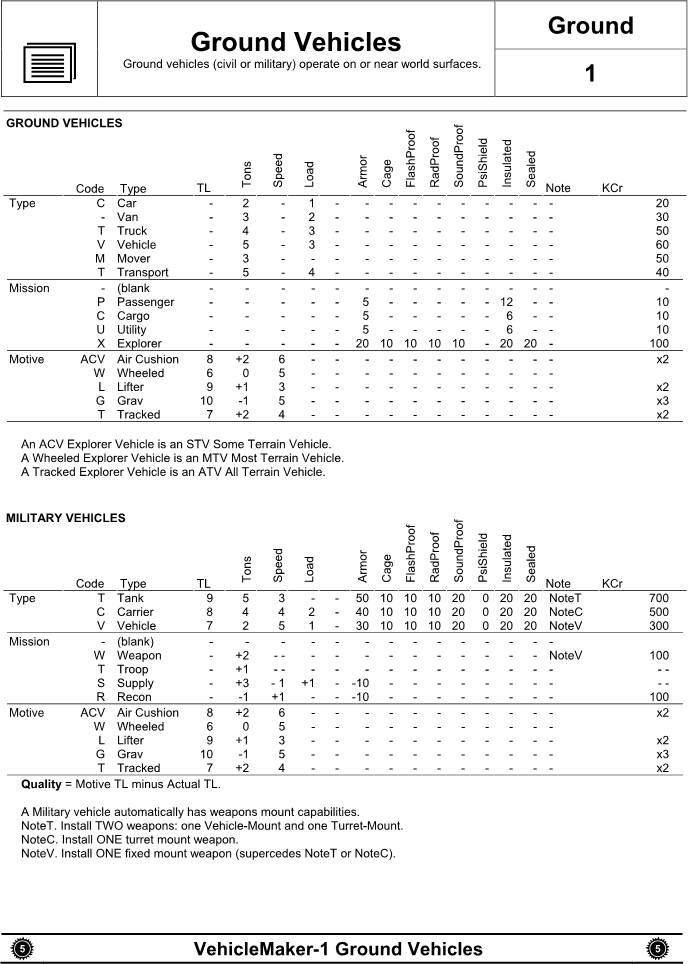 Ground Vehicles
Ground vehicles (civil or military) operate on or near world surfaces.
Ground
1
GROUND VEHICLES
Code Type TL Tons Speed Load Armor Cage FlashProof RadProof SoundProof PsiShield Insulated Sealed Note KCr
Type C Car - 2 - 1 - - - - - - - - - - 20
- Van - 3 - 2 - - - - - - - - - - 30
T Truck - 4 - 3 - - - - - - - - - - 50
V Vehicle - 5 - 3 - - - - - - - - - - 60
M Mover - 3 - - - - - - - - - - - 50
T Transport - 5 - 4 - - - - - - - - - - 40
Mission - (blank - - - - - - - - - - - - - - -
P Passenger - - - - - 5 - - - - - 12 - - 10
C Cargo - - - - - 5 - - - - - 6 - - 10
U Utility - - - - - 5 - - - - - 6 - - 10
X Explorer - - - - - 20 10 10 10 10 - 20 20 - 100
Motive ACV Air Cushion 8 +2 6 - - - - - - - - - - - x2
W Wheeled 6 0 5 - - - - - - - - - - -
L Lifter 9 +1 3 - - - - - - - - - - - x2
G Grav 10 -1 5 - - - - - - - - - - - x3
T Tracked 7 +2 4 - - - - - - - - - - - x2
An ACV Explorer Vehicle is an STV Some Terrain Vehicle.
A Wheeled Explorer Vehicle is an MTV Most Terrain Vehicle.
A Tracked Explorer Vehicle is an ATV All Terrain Vehicle.
MILITARY VEHICLES
Code Type TL Tons Speed Load Armor Cage FlashProof RadProof SoundProof PsiShield Insulated Sealed Note KCr
Type T Tank 9 5 3 - - 50 10 10 10 20 0 20 20 NoteT 700
C Carrier 8 4 4 2 - 40 10 10 10 20 0 20 20 NoteC 500
V Vehicle 7 2 5 1 - 30 10 10 10 20 0 20 20 NoteV 300
Mission - (blank) - - - - - - - - - - - - - -
W Weapon - +2 - - - - - - - - - - - - NoteV 100
T Troop - +1 - - - - - - - - - - - - - - -
S Supply - +3 - 1 +1 - -10 - - - - - - - - - -
R Recon - -1 +1 - - -10 - - - - - - - - 100
Motive ACV Air Cushion 8 +2 6 - - - - - - - - - - - x2
W Wheeled 6 0 5 - - - - - - - - - - -
L Lifter 9 +1 3 - - - - - - - - - - - x2
G Grav 10 -1 5 - - - - - - - - - - - x3
T Tracked 7 +2 4 - - - - - - - - - - - x2
Quality = Motive TL minus Actual TL.
A Military vehicle automatically has weapons mount capabilities.
NoteT. Install TWO weapons: one Vehicle-Mount and one Turret-Mount.
NoteC. Install ONE turret mount weapon.
NoteV. Install ONE fixed mount weapon (supercedes NoteT or NoteC).
5 VehicleMaker-1 Ground Vehicles 5